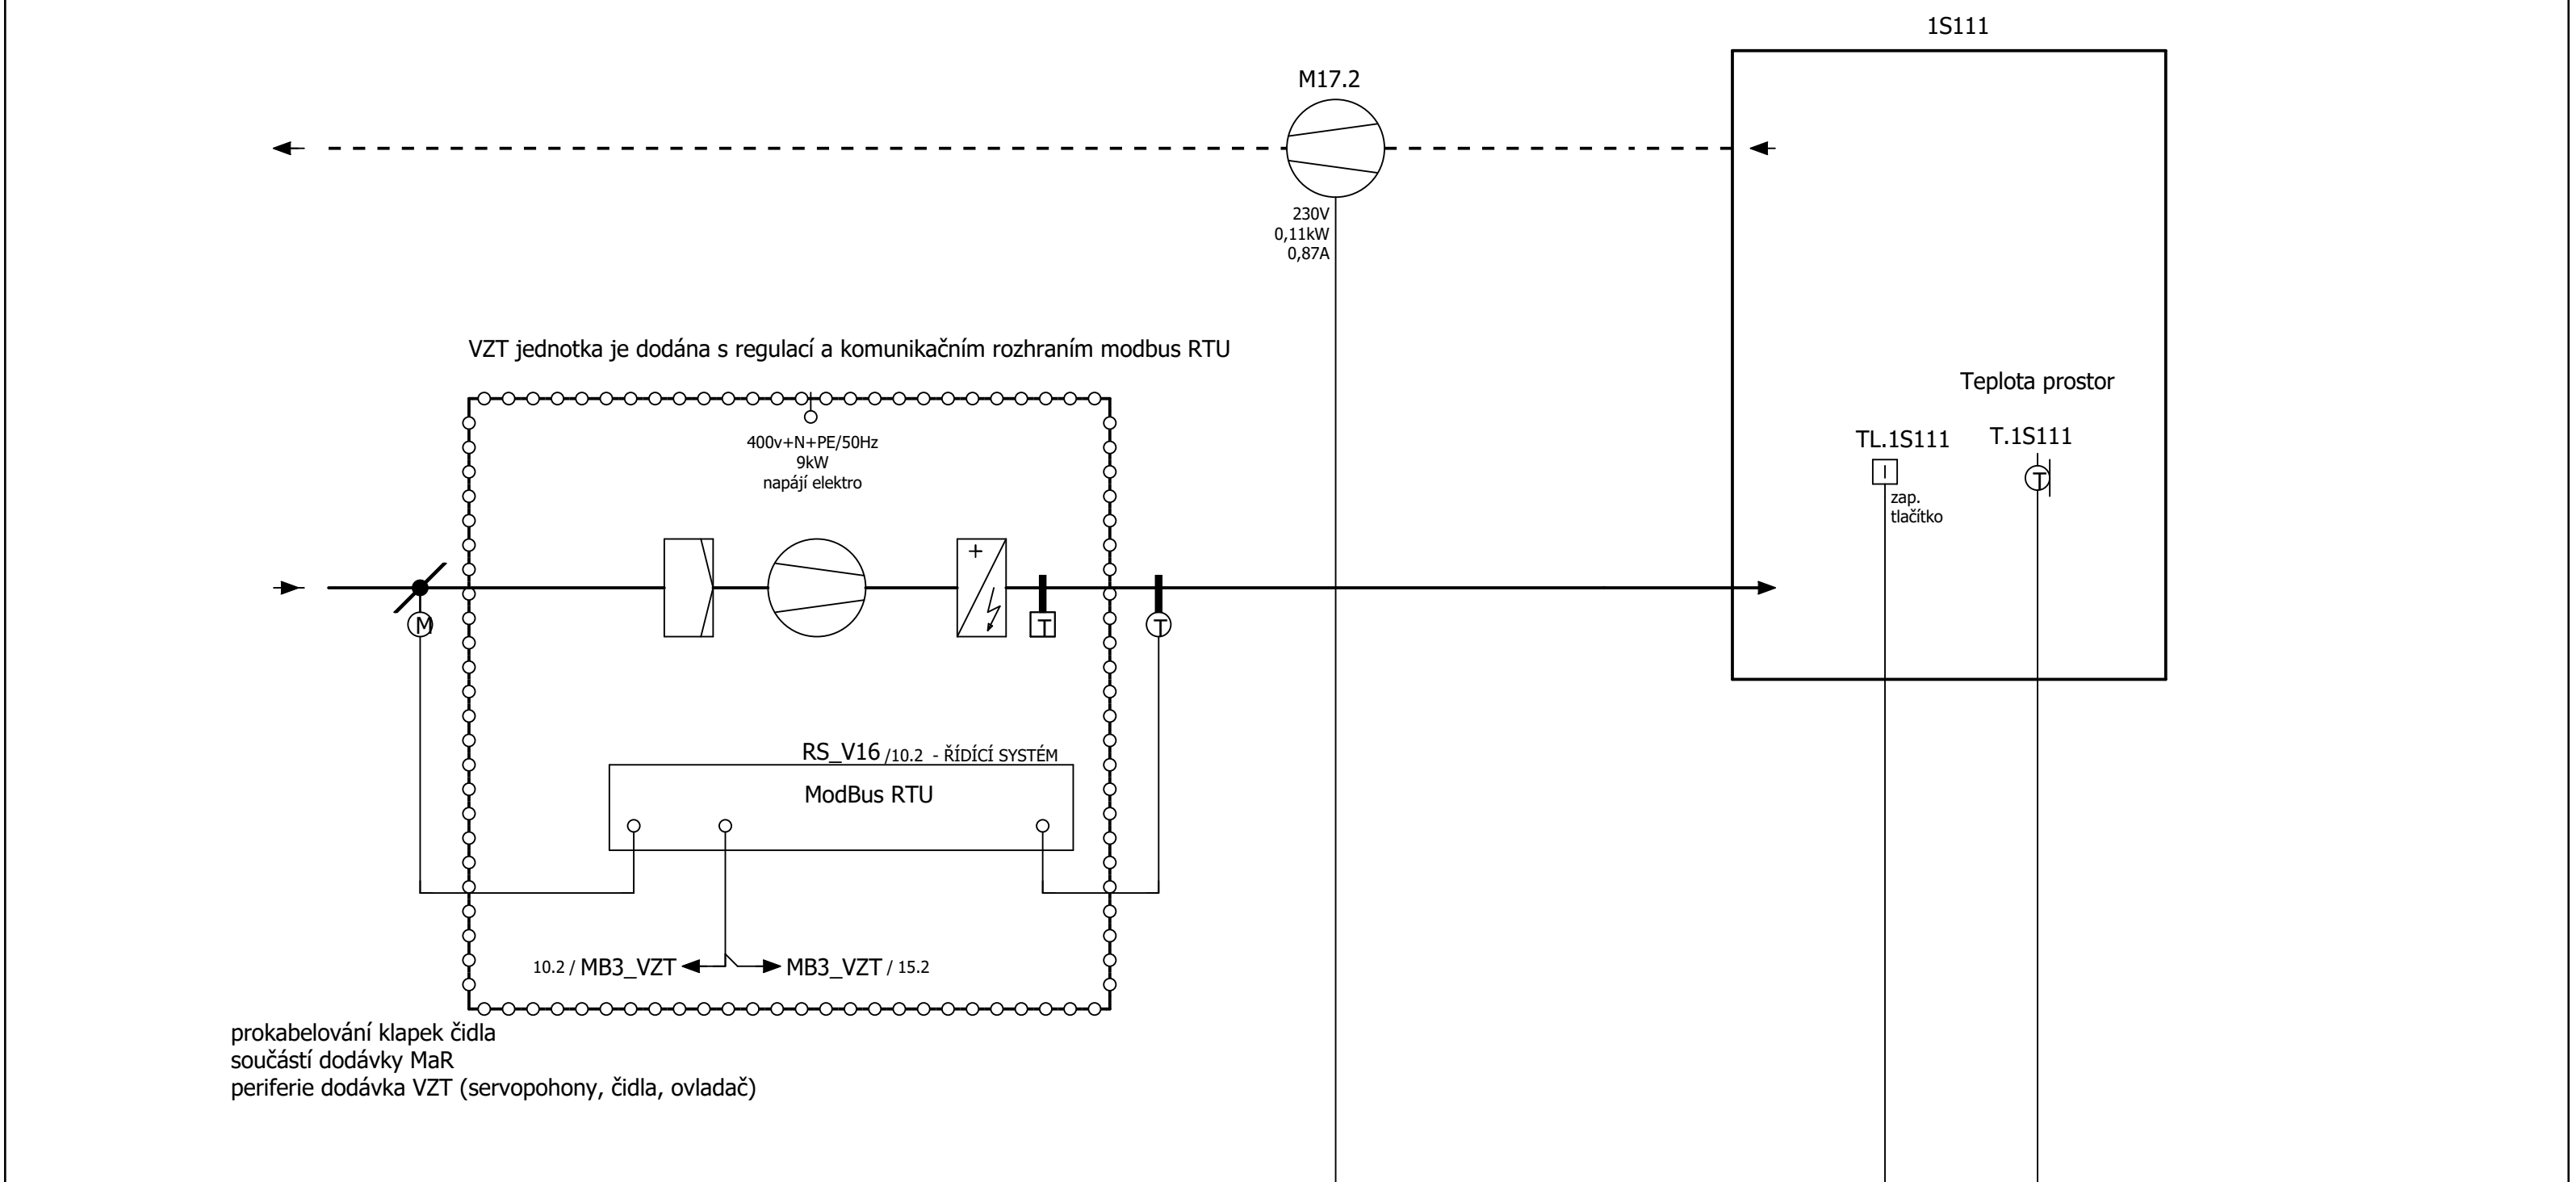 1S111
M17.2
230V
0,11kW
0,87A
VZT jednotka je dodána s regulací a komunikačním rozhraním modbus RTU
Teplota prostor
400v+N+PE/50Hz
9kW
napájí elektro
TL.1S111
T.1S111
I
T
zap.
tlačítko
+
M
T
T
RS_V16 /10.2 - ŘÍDÍCÍ SYSTÉM
ModBus RTU
10.2 / MB3_VZT
MB3_VZT / 15.2
prokabelování klapek čidla
součástí dodávky MaR
periferie dodávka VZT (servopohony, čidla, ovladač)